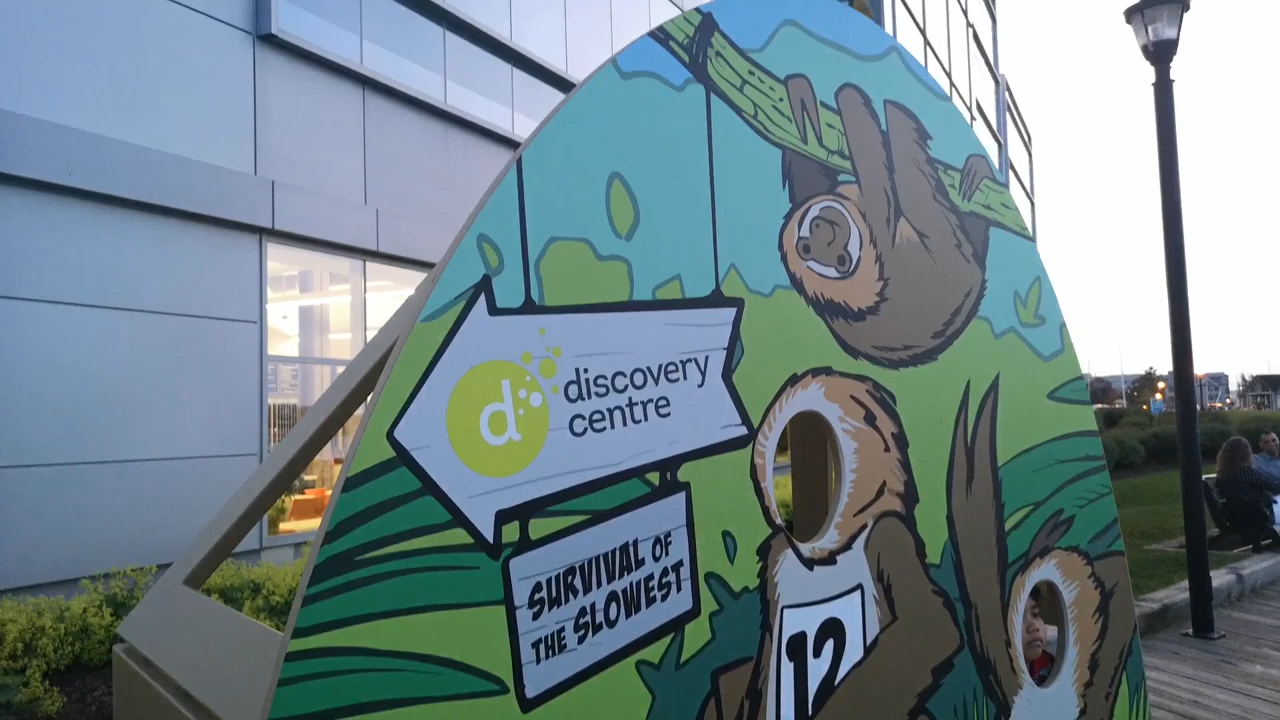 d
discovery
centre
SURVIVAL OF
THE SLOWEST
12